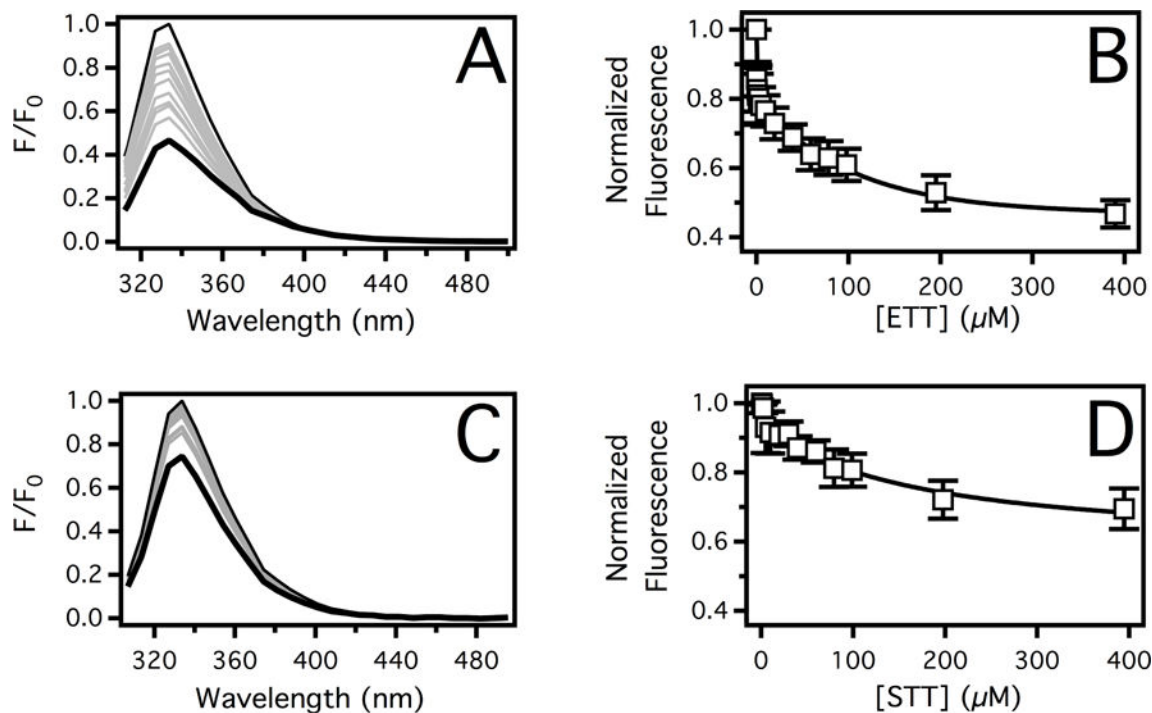 A
F/F0
1.0
0.8
0.6
0.4
0.2
0.0
320 360 400 440 480
Wavelength (nm)
B
Normalized
Fluorescence
1.0
0.8
0.6
0.4
0 100 200 300 400
[ETT] (µM)
C
F/F0
1.0
0.8
0.6
0.4
0.2
0.0
320 360 400 440 480
Wavelength (nm)
D
Normalized
Fluorescence
1.0
0.8
0.6
0.4
0 100 200 300 400
[STT] (µM)